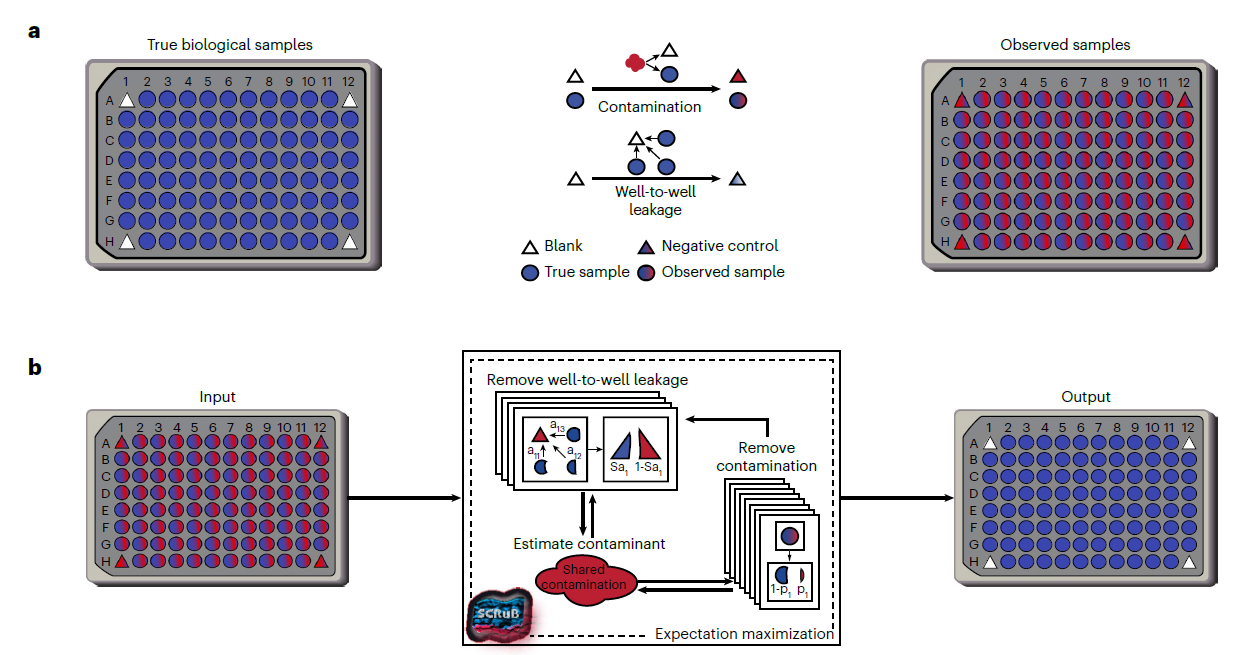 a
True biological samples
1 2 3 4 5 6 7 8 9 10 11 12
A
B
C
D
E
F
G
H
Contamination
Well-to-well
leakage
Blank
Negative control
True sample
Observed sample
Observed samples
1 2 3 4 5 6 7 8 9 10 11 12
A
B
C
D
E
F
G
H
b
Input
1 2 3 4 5 6 7 8 9 10 11 12
A
B
C
D
E
F
G
H
Remove well-to-well leakage
a13
a11 a12
Sa1 1-Sa1
Remove
contamination
Estimate contaminant
Shared
contamination
1-p1 p1
SCRuB
Expectation maximization
Output
1 2 3 4 5 6 7 8 9 10 11 12
A
B
C
D
E
F
G
H